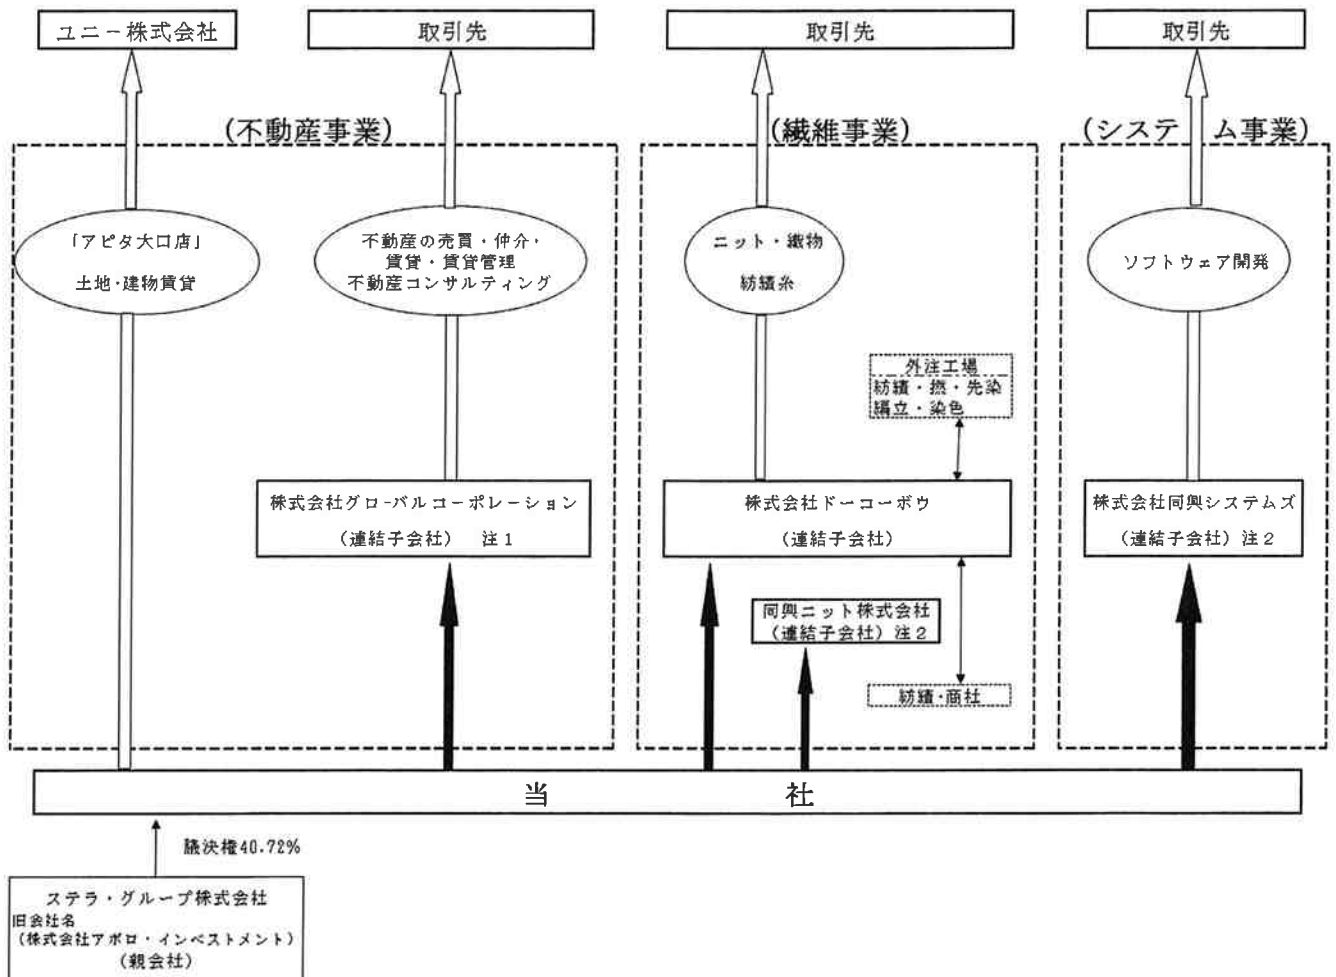 ユニー株式会社
取引先
取引先
取引先
(不動産事業)
(繊維事業)
(システム事業)
「アピタ大口店」
土地・建物賃貸
不動産の売買・仲介・
賃貸・賃貸管理
不動産コンサルティング
ニット・織物
紡績糸
ソフトウェア開発
外注工場
紡績・撚・先染
編立・染色
株式会社グローバルコーポレーション
(連結子会社) 注1
株式会社ドーコーボウ
(連結子会社)
株式会社同興システムズ
(連結子会社)注2
同興ニット株式会社
(連結子会社)注2
紡績・商社
当 社
議決権40.72%
ステラ・グループ株式会社
旧会社名
(株式会社アポロ・インベストメント)
(親会社)